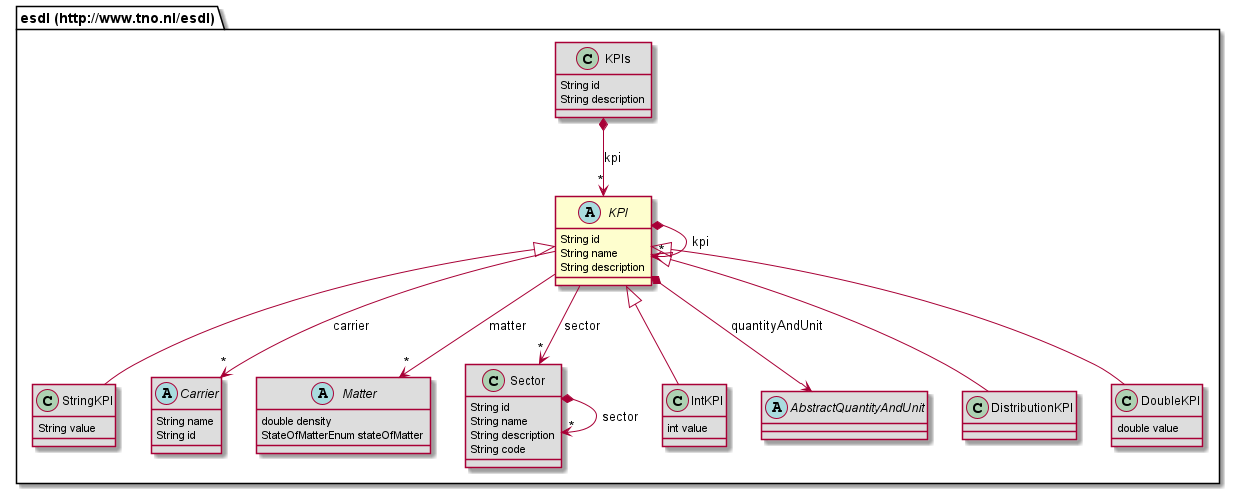 esdl (http://www.tno.nl/esdl)
C KPIs
String id
String description
kpi
*
A KPI
String id
String name
String description
kpi
*
carrier
matter
sector
quantityAndUnit
*
*
*
C StringKPI
String value
A Carrier
String name
String id
A Matter
double density
StateOfMatterEnum stateOfMatter
C Sector
String id
String name
String description
String code
sector
*
C IntKPI
int value
A AbstractQuantityAndUnit
C DistributionKPI
C DoubleKPI
double value